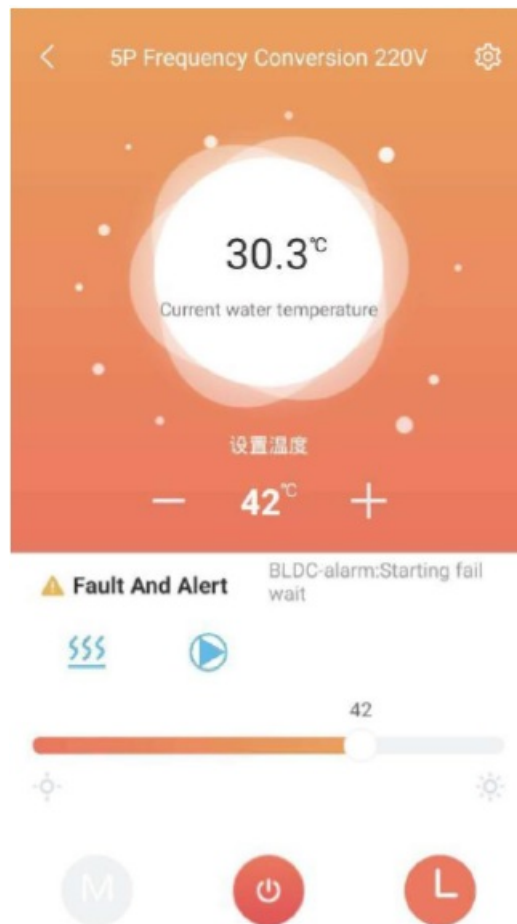 5P Frequency Conversion 220V
30.3℃
Current water temperature
设置温度
42℃
Fault And Alert
BLDC-alarm:Starting fail
wait
42
M